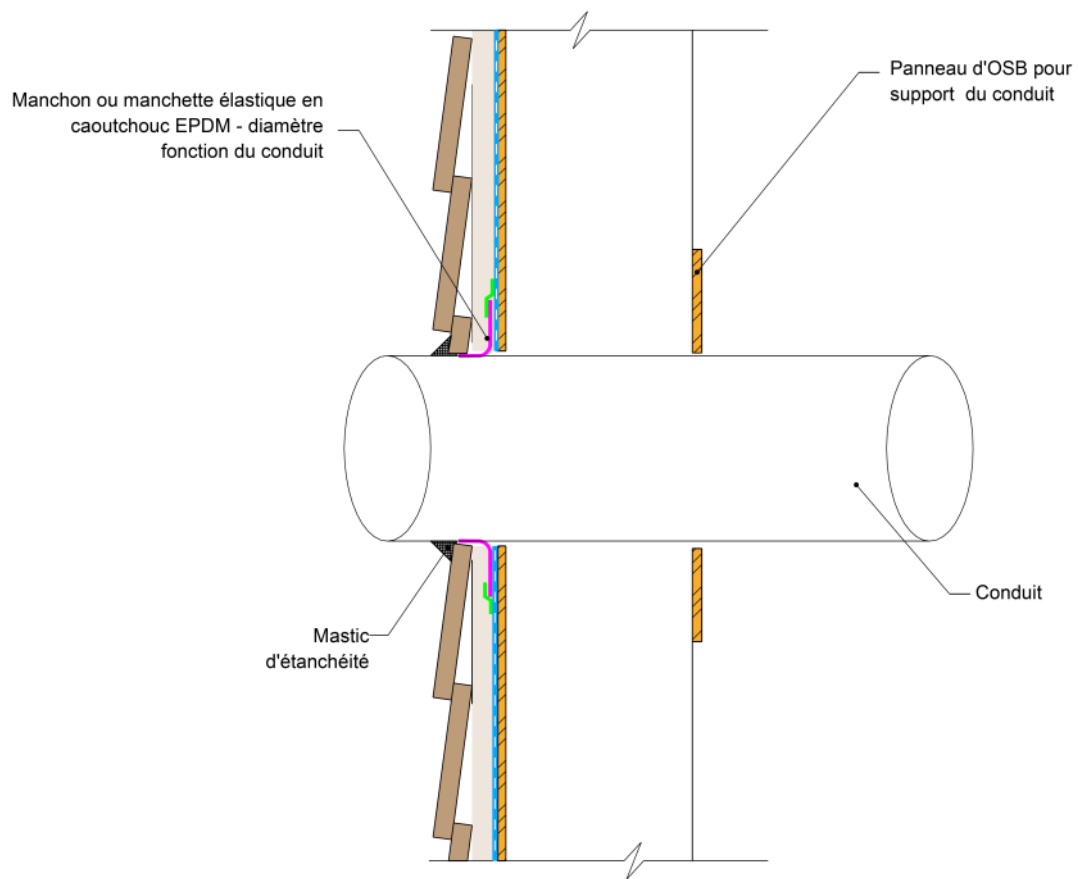 Panneau d'OSB pour
support du conduit
Manchon ou manchette élastique en
caoutchouc EPDM - diamètre
fonction du conduit
Conduit
Mastic
d'étanchéité